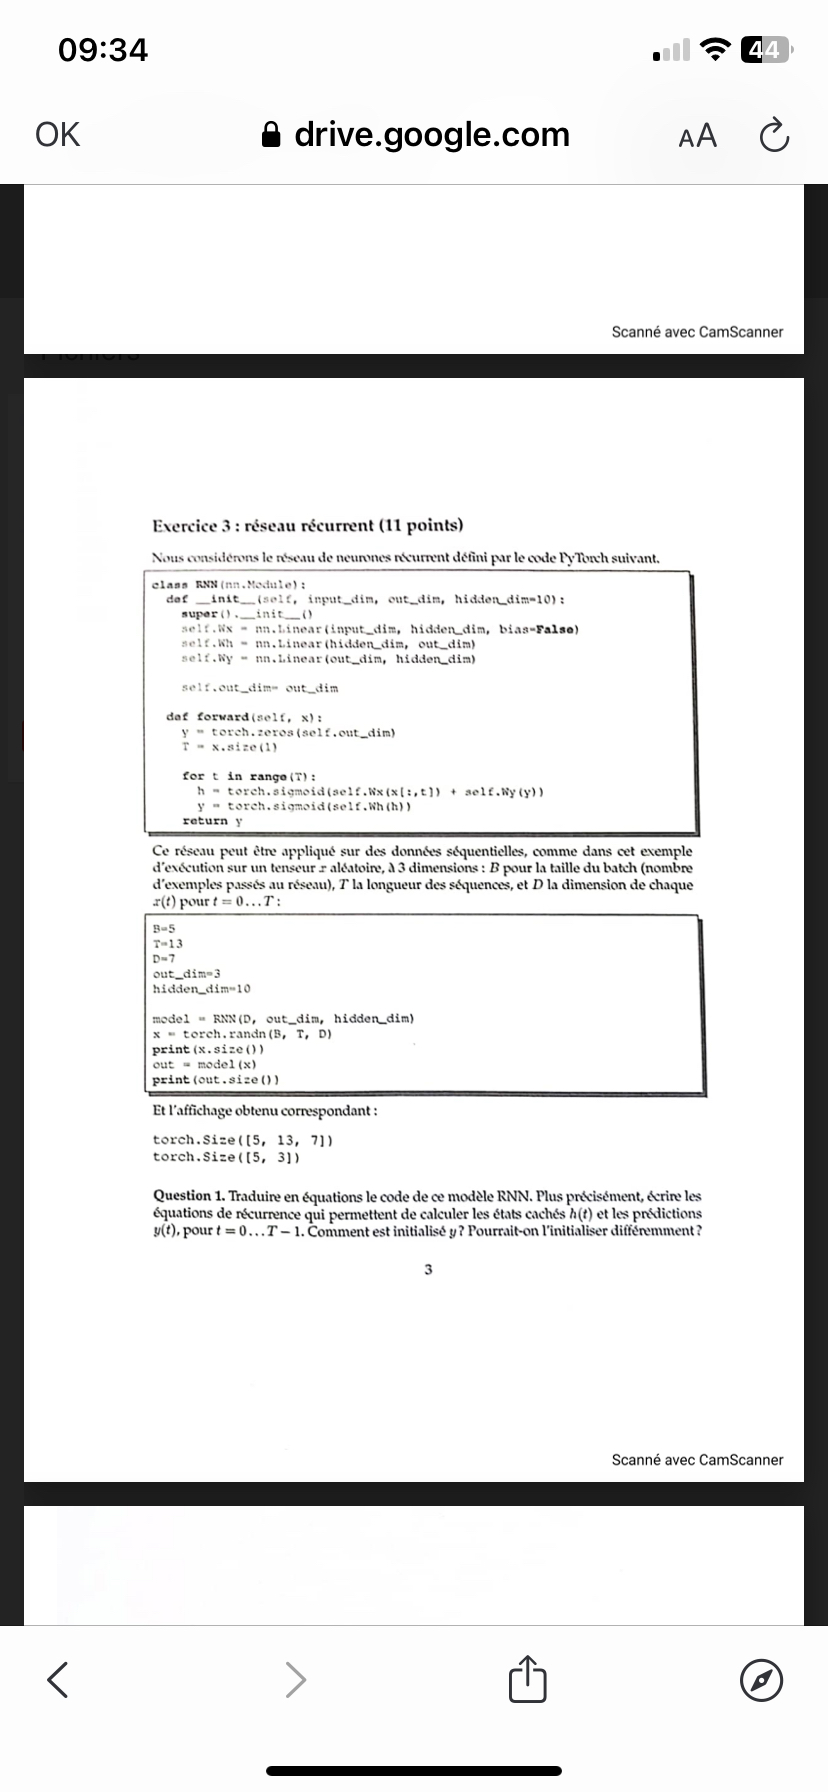 09:34
44
OK
drive.google.com
AA
Scanné avec CamScanner
Exercice 3 : réseau récurrent (11 points)
Nous considérons le réseau de neurones récurrent défini par le code PyTorch suivant.
class RNN(nn.Module):
def __init__(self, input_dim, out_dim, hidden_dim=10):
super().__init__()
self.Wx = nn.Linear(input_dim, hidden_dim, bias=False)
self.Wh = nn.Linear(hidden_dim, out_dim)
self.Wy = nn.Linear(out_dim, hidden_dim)
self.out_dim= out_dim
def forward(self, x):
y = torch.zeros(self.out_dim)
T = x.size(1)
for t in range(T):
h = torch.sigmoid(self.Wx(x[:,t]) + self.Wy(y))
y = torch.sigmoid(self.Wh(h))
return y
Ce réseau peut être appliqué sur des données séquentielles, comme dans cet exemple
d'exécution sur un tenseur x aléatoire, à 3 dimensions : B pour la taille du batch (nombre
d'exemples passés au réseau), T la longueur des séquences, et D la dimension de chaque
x(t) pour t = 0...T :
B=5
T=13
D=7
out_dim=3
hidden_dim=10
model = RNN(D, out_dim, hidden_dim)
x = torch.randn(B, T, D)
print(x.size())
out = model(x)
print(out.size())
Et l'affichage obtenu correspondant :
torch.Size([5, 13, 7])
torch.Size([5, 3])
Question 1. Traduire en équations le code de ce modèle RNN. Plus précisément, écrire les
équations de récurrence qui permettent de calculer les états cachés h(t) et les prédictions
y(t), pour t = 0...T − 1. Comment est initialisé y ? Pourrait-on l'initialiser différemment ?
3
Scanné avec CamScanner